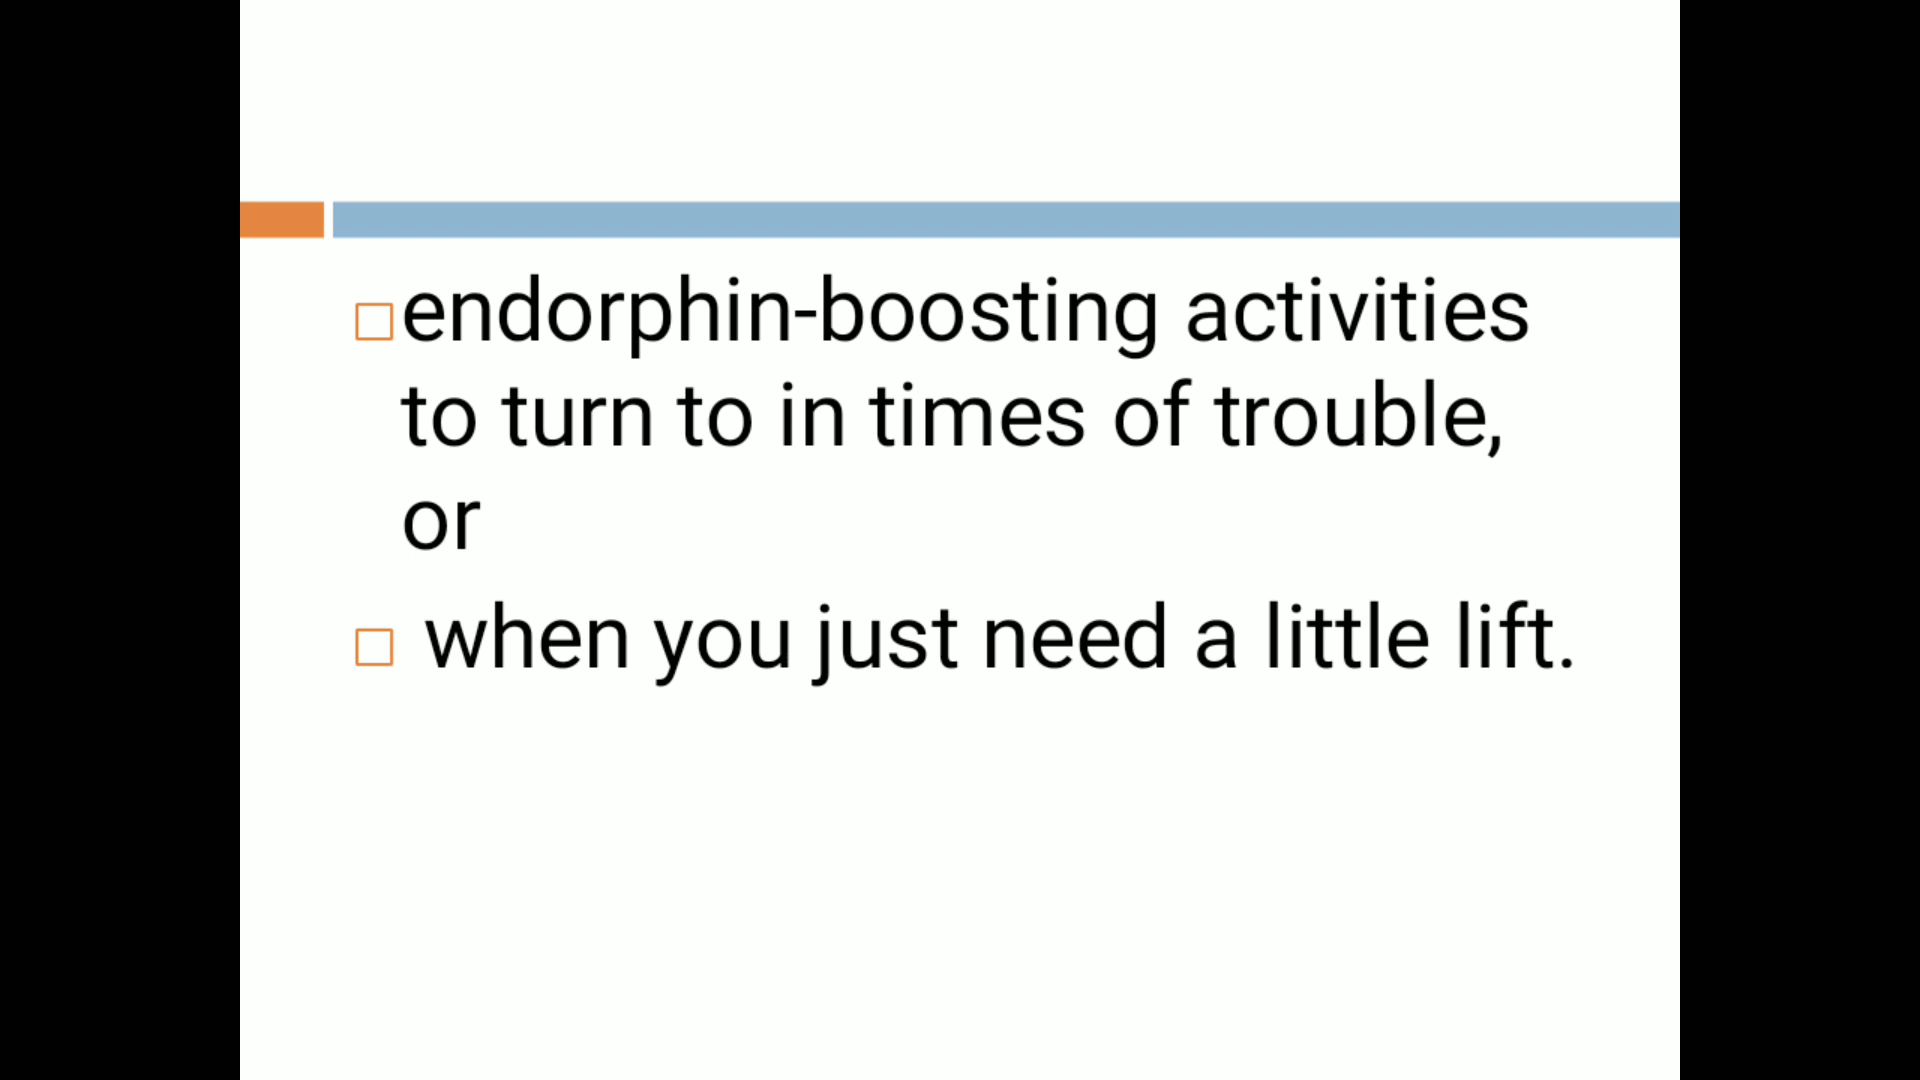 endorphin-boosting activities
to turn to in times of trouble,
or
when you just need a little lift.